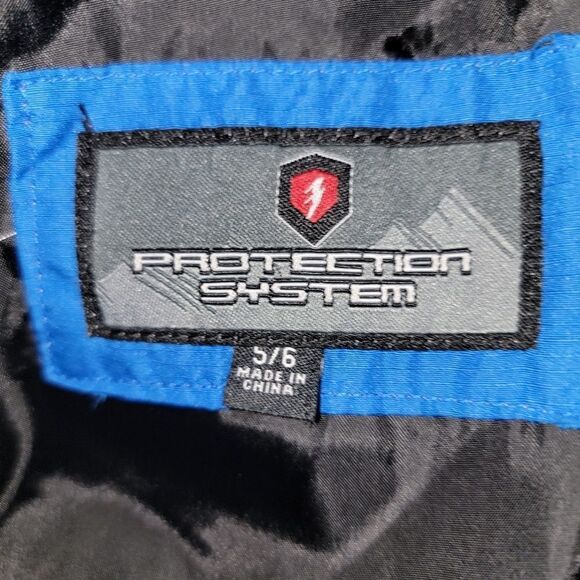 PROTECTION
SYSTEM
5/6
MADE IN
CHINA